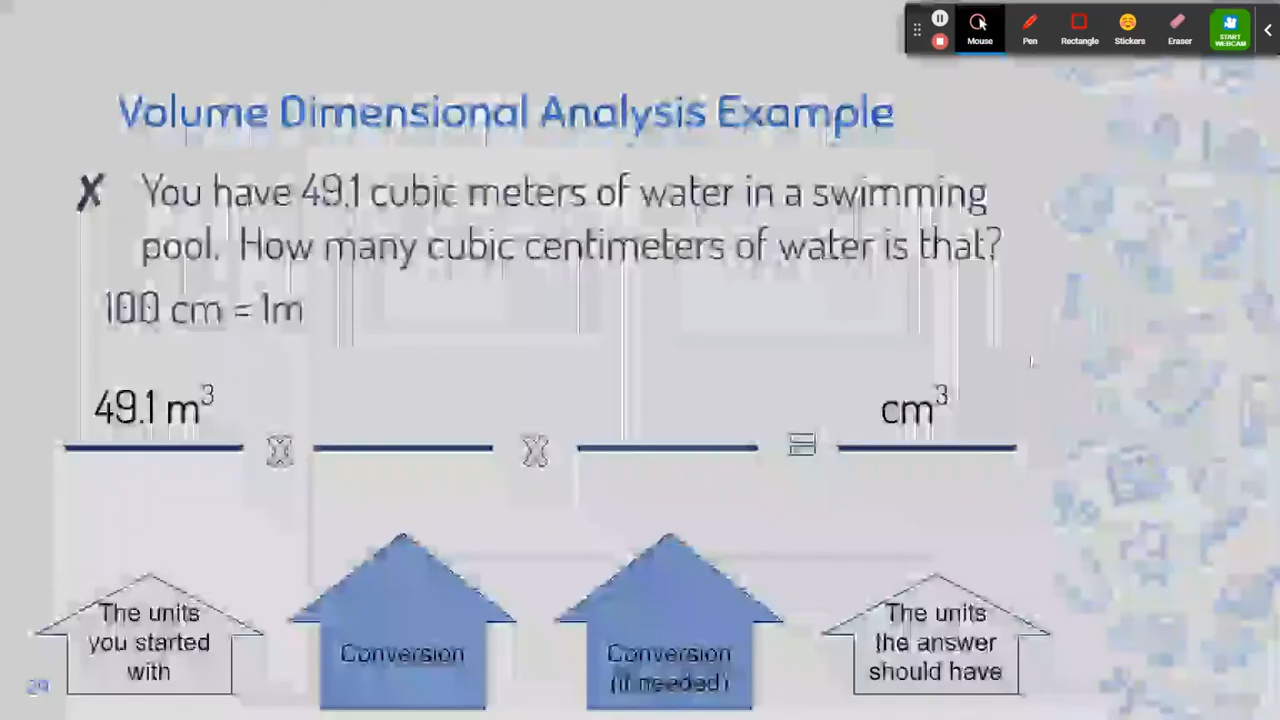 Mouse
Pen
Rectangle
Stickers
Eraser
START
WEBCAM
Volume Dimensional Analysis Example
X You have 49.1 cubic meters of water in a swimming
pool. How many cubic centimeters of water is that?
100 cm = 1m
49.1 m³ x x = cm³
The units
you started
with
Conversion
Conversion
(if needed)
The units
the answer
should have
29